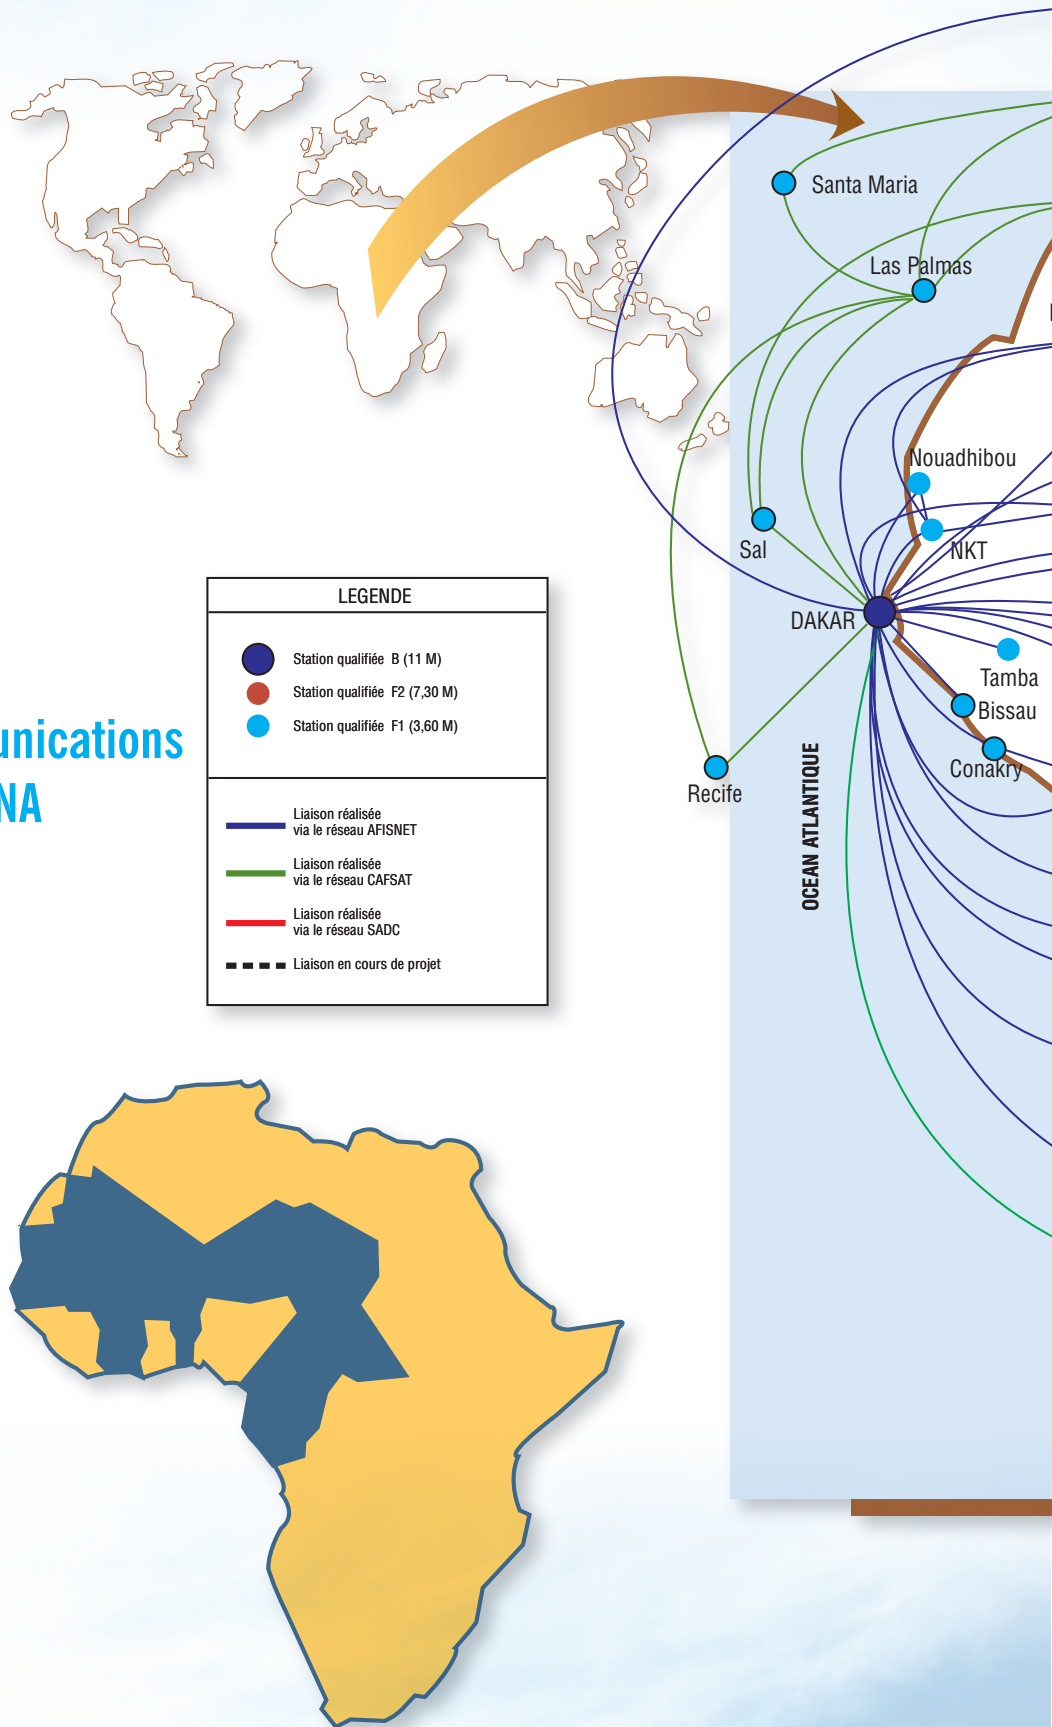 Santa Maria
Las Palmas
Nouadhibou
NKT
Sal
DAKAR
Tamba
Bissau
Conakry
Recife
OCEAN ATLANTIQUE
LEGENDE
Station qualifiée B (11 M)
Station qualifiée F2 (7,30 M)
Station qualifiée F1 (3,60 M)
Liaison réalisée
via le réseau AFISNET
Liaison réalisée
via le réseau CAFSAT
Liaison réalisée
via le réseau SADC
Liaison en cours de projet
unications
NA